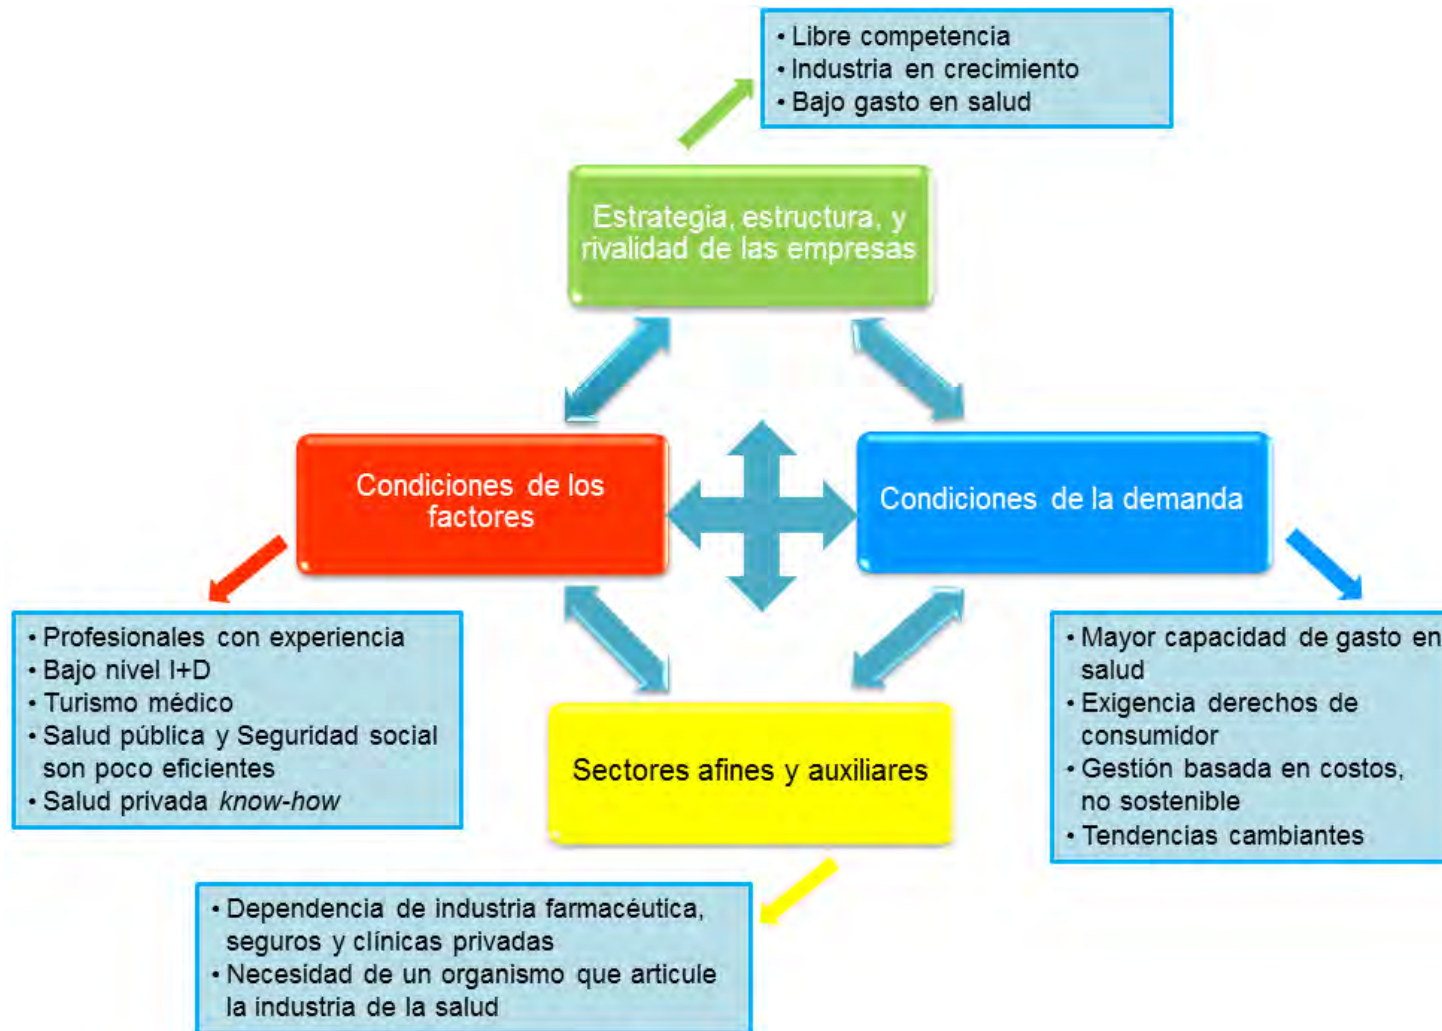 • Libre competencia
• Industria en crecimiento
• Bajo gasto en salud
Estrategia, estructura, y
rivalidad de las empresas
Condiciones de los
factores
Condiciones de la demanda
• Profesionales con experiencia
• Bajo nivel I+D
• Turismo médico
• Salud pública y Seguridad social
son poco eficientes
• Salud privada know-how
• Mayor capacidad de gasto en
salud
• Exigencia derechos de
consumidor
• Gestión basada en costos,
no sostenible
• Tendencias cambiantes
Sectores afines y auxiliares
• Dependencia de industria farmacéutica,
seguros y clínicas privadas
• Necesidad de un organismo que articule
la industria de la salud